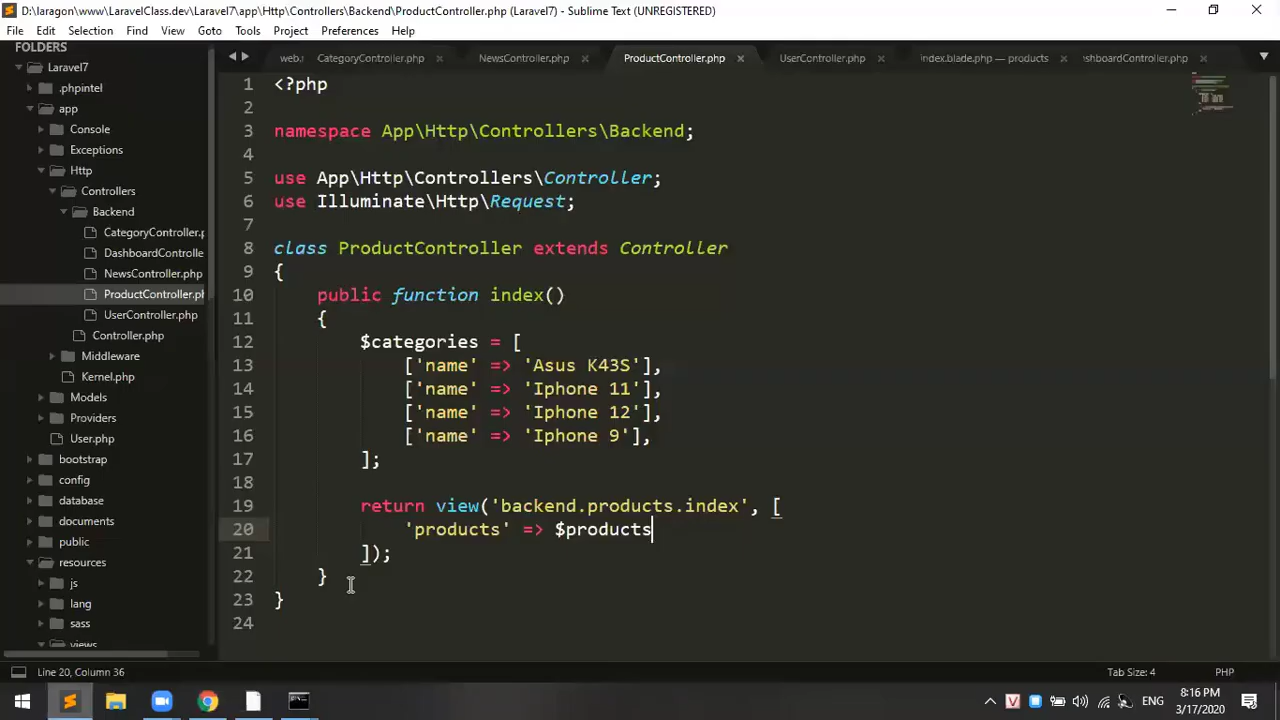 D:\laragon\www\LaravelClass.dev\Laravel7\app\Http\Controllers\Backend\ProductController.php (Laravel7) - Sublime Text (UNREGISTERED)
File Edit Selection Find View Goto Tools Project Preferences Help
FOLDERS
Laravel7
.phpintel
app
Console
Exceptions
Http
Controllers
Backend
CategoryController.p
DashboardControlle
NewsController.php
ProductController.ph
UserController.php
Controller.php
Middleware
Kernel.php
Models
Providers
User.php
bootstrap
config
database
documents
public
resources
js
lang
sass
views
web. CategoryController.php NewsController.php ProductController.php UserController.php index.blade.php — products ashboardController.php
1 <?php
2
3 namespace App\Http\Controllers\Backend;
4
5 use App\Http\Controllers\Controller;
6 use Illuminate\Http\Request;
7
8 class ProductController extends Controller
9 {
10 public function index()
11 {
12 $categories = [
13 ['name' => 'Asus K43S'],
14 ['name' => 'Iphone 11'],
15 ['name' => 'Iphone 12'],
16 ['name' => 'Iphone 9'],
17 ];
18
19 return view('backend.products.index', [
20 'products' => $products
21 ]);
22 }
23 }
24
Line 20, Column 36 Tab Size: 4 PHP
ENG 8:16 PM
3/17/2020